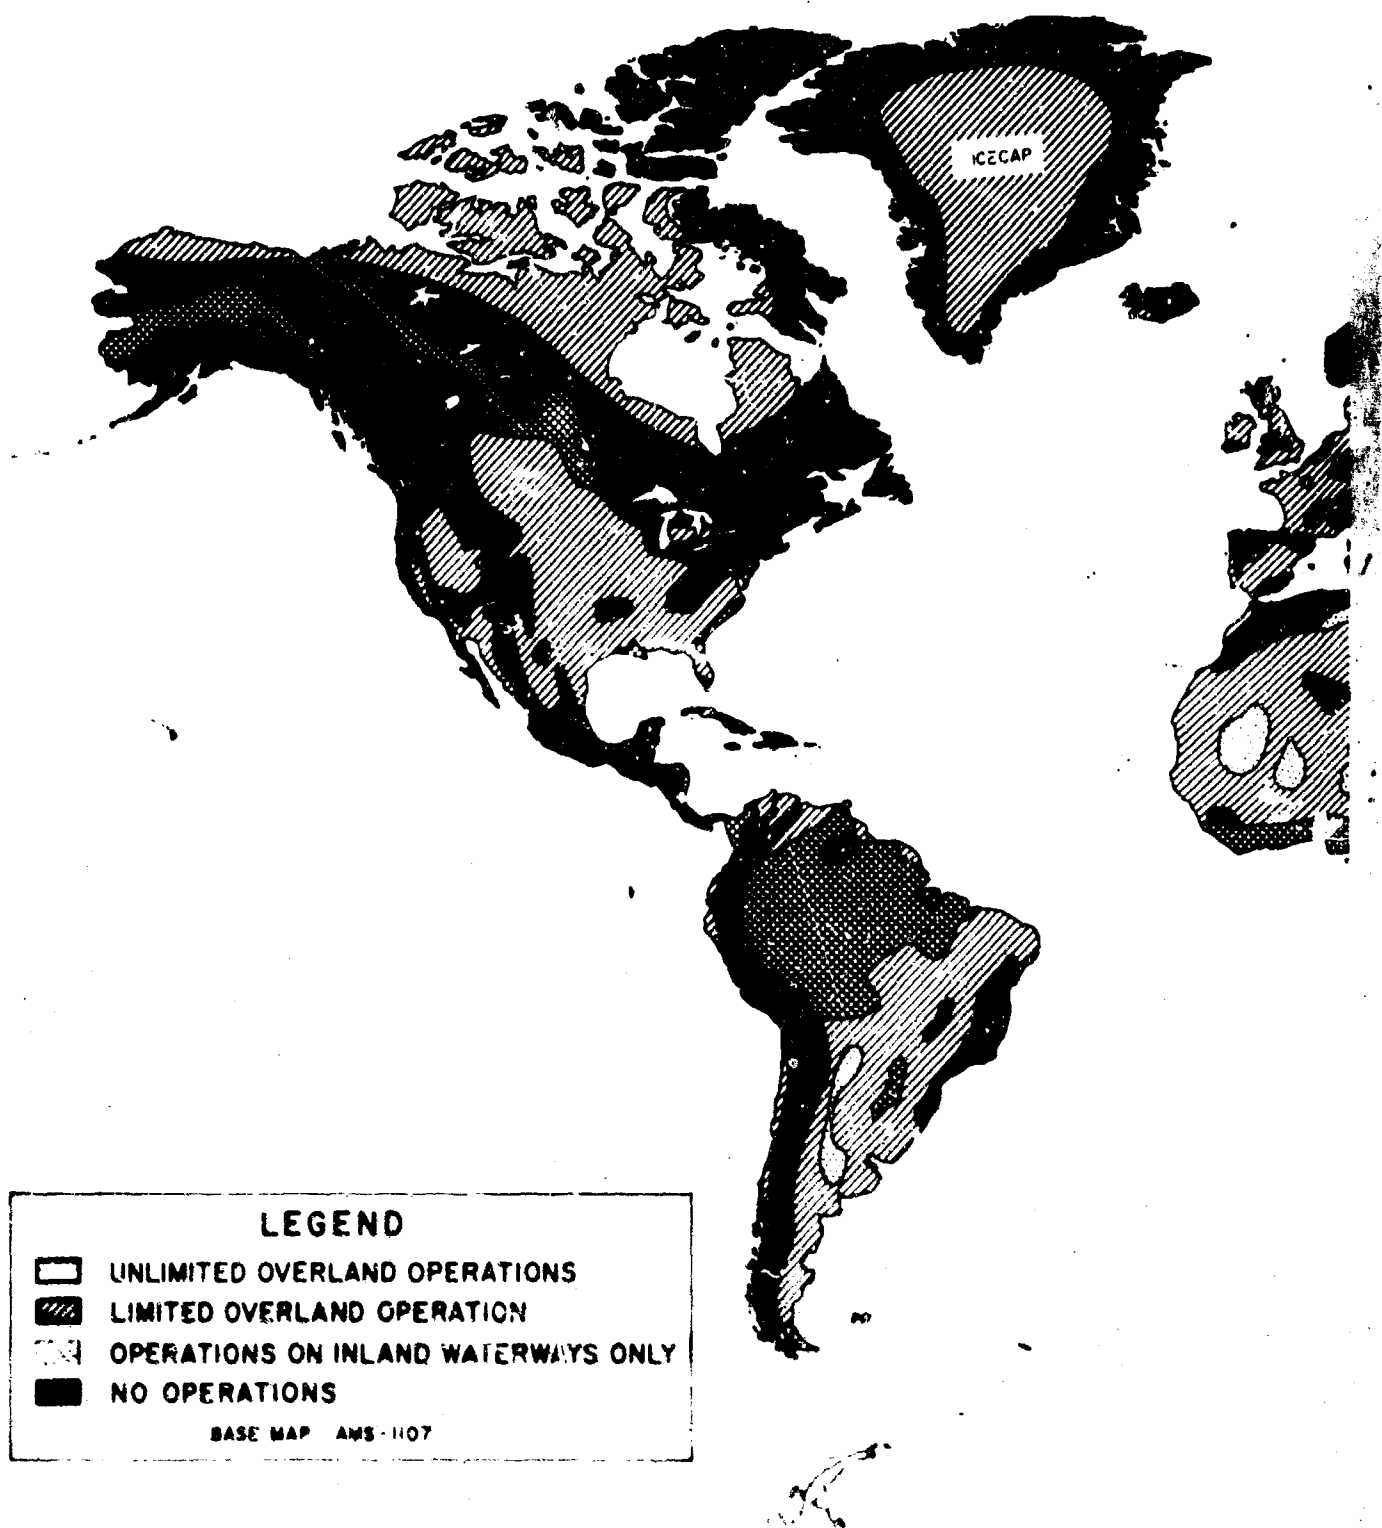 ICECAP
LEGEND
UNLIMITED OVERLAND OPERATIONS
LIMITED OVERLAND OPERATION
OPERATIONS ON INLAND WATERWAYS ONLY
NO OPERATIONS
BASE MAP AMS-1107